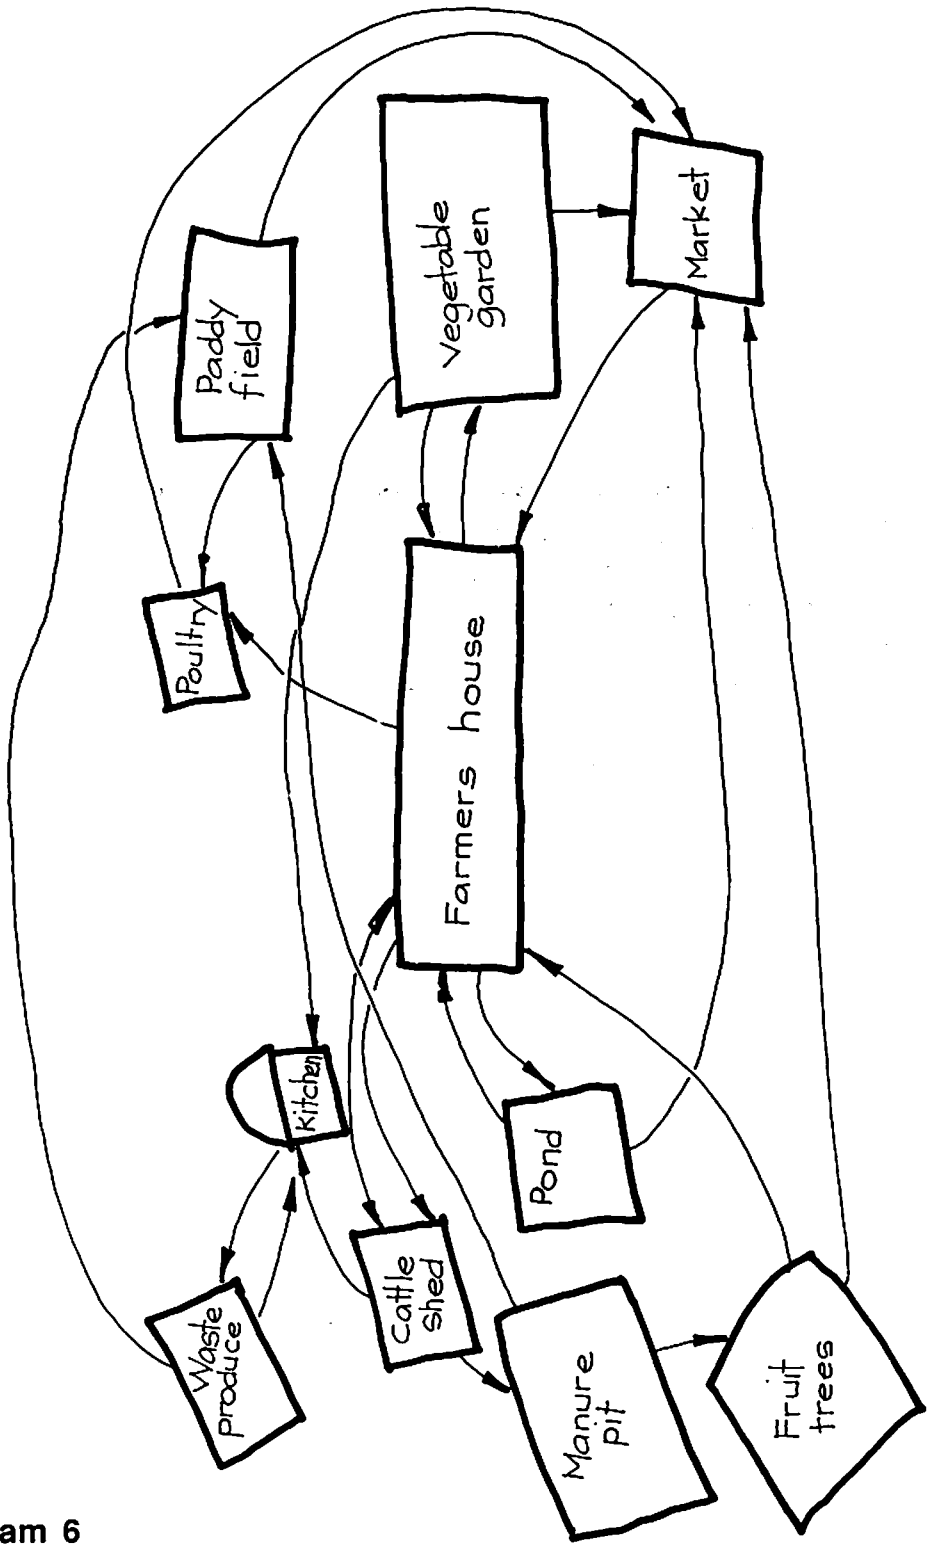 Market
Vegetable
garden
Paddy
field
Poultry
Farmers house
Kitchen
Pond
Waste
produce
Cattle
shed
Manure
pit
Fruit
trees
am 6